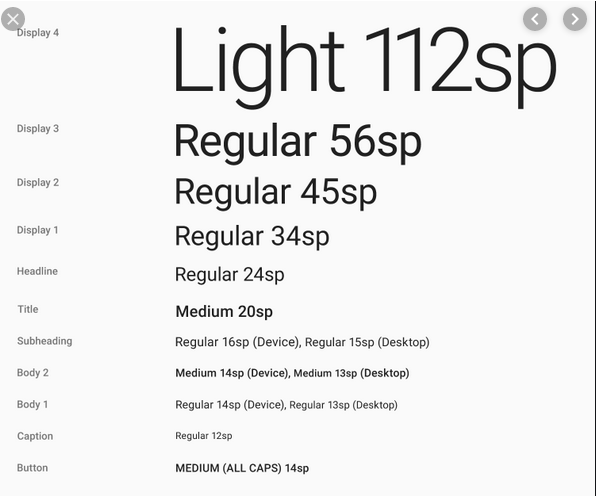 Display 4 Light 112sp
Display 3 Regular 56sp
Display 2 Regular 45sp
Display 1 Regular 34sp
Headline Regular 24sp
Title Medium 20sp
Subheading Regular 16sp (Device), Regular 15sp (Desktop)
Body 2 Medium 14sp (Device), Medium 13sp (Desktop)
Body 1 Regular 14sp (Device), Regular 13sp (Desktop)
Caption Regular 12sp
Button MEDIUM (ALL CAPS) 14sp